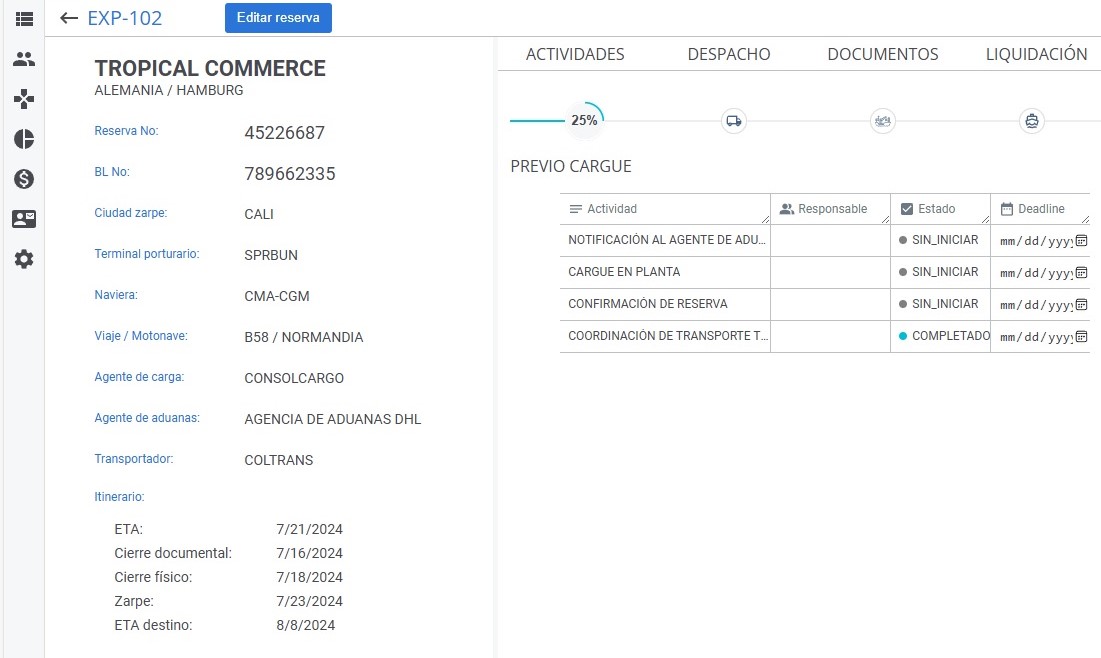 EXP-102
Editar reserva
TROPICAL COMMERCE
ALEMANIA / HAMBURG
Reserva No: 45226687
BL No: 789662335
Ciudad zarpe: CALI
Terminal porturario: SPRBUN
Naviera: CMA-CGM
Viaje / Motonave: B58 / NORMANDIA
Agente de carga: CONSOLCARGO
Agente de aduanas: AGENCIA DE ADUANAS DHL
Transportador: COLTRANS
Itinerario:
ETA: 7/21/2024
Cierre documental: 7/16/2024
Cierre físico: 7/18/2024
Zarpe: 7/23/2024
ETA destino: 8/8/2024
ACTIVIDADES DESPACHO DOCUMENTOS LIQUIDACIÓN
25%
PREVIO CARGUE
Actividad Responsable Estado Deadline
NOTIFICACIÓN AL AGENTE DE ADU... SIN_INICIAR mm/dd/yyyy
CARGUE EN PLANTA SIN_INICIAR mm/dd/yyyy
CONFIRMACIÓN DE RESERVA SIN_INICIAR mm/dd/yyyy
COORDINACIÓN DE TRANSPORTE T... COMPLETADO mm/dd/yyyy